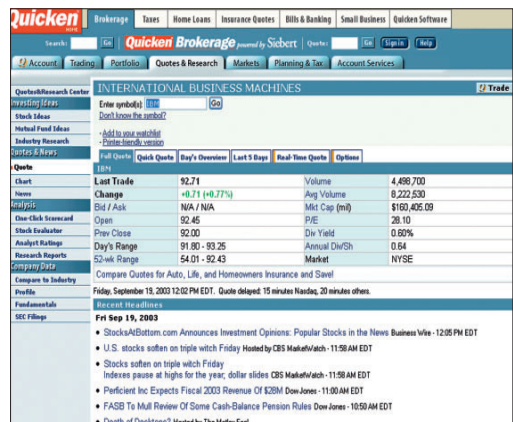 Quicken Brokerage Taxes Home Loans Insurance Quotes Bills & Banking Small Business Quicken Software
Search: Go Quicken Brokerage powered by Siebert Quote: Go Sign in Help
Account Trading Portfolio Quotes & Research Markets Planning & Tax Account Services
Quotes&Research Center
Investing Ideas
Stock Ideas
Mutual Fund Ideas
Industry Research
Quotes & News
Quote
Chart
News
Analysis
One-Click Scorecard
Stock Evaluator
Analyst Ratings
Research Reports
Company Data
Compare to Industry
Profile
Fundamentals
SEC Filings
INTERNATIONAL BUSINESS MACHINES
Trade
Enter symbol(s): IBM Go
Don't know the symbol?
- Add to your watchlist
- Printer-friendly version
Full Quote Quick Quote Day's Overview Last 5 Days Real-Time Quote Options
IBM
Last Trade 92.71 Volume 4,498,700
Change +0.71 (+0.77%) Avg Volume 8,222,530
Bid / Ask N/A / N/A Mkt Cap (mil) $160,405.09
Open 92.45 P/E 28.10
Prev Close 92.00 Div Yield 0.60%
Day's Range 91.80 - 93.25 Annual Div/Sh 0.64
52-wk Range 54.01 - 92.43 Market NYSE
Compare Quotes for Auto, Life, and Homeowners Insurance and Save!
Friday, September 19, 2003 12:02 PM EDT. Quote delayed: 15 minutes Nasdaq, 20 minutes others.
Recent Headlines
Fri Sep 19, 2003
• StocksAtBottom.com Announces Investment Opinions: Popular Stocks in the News Business Wire - 12:05 PM EDT
• U.S. stocks soften on triple witch Friday Hosted by CBS MarketWatch - 11:58 AM EDT
• Stocks soften on triple witch Friday
Indexes pause at highs for the year; dollar slides CBS MarketWatch - 11:58 AM EDT
• Perficient Inc Expects Fiscal 2003 Revenue Of $28M Dow Jones - 11:00 AM EDT
• FASB To Mull Review Of Some Cash-Balance Pension Rules Dow Jones - 10:50 AM EDT
• Death of Desktops? Hosted by The Motley Fool